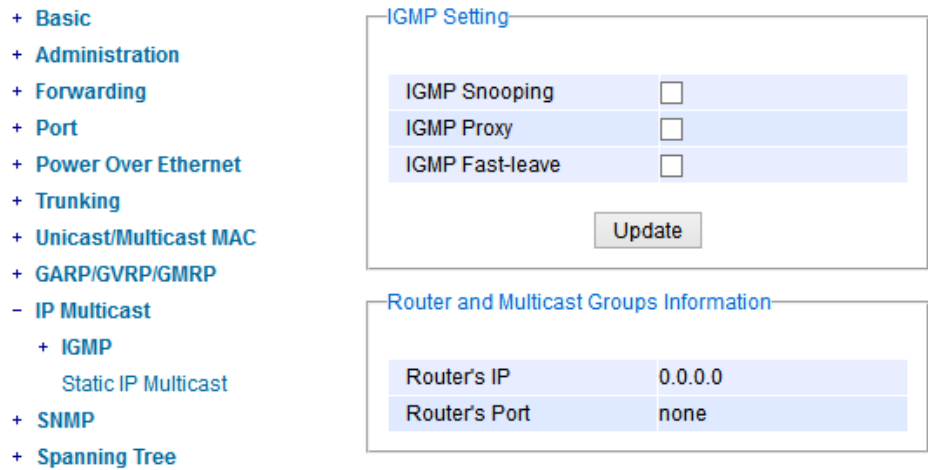 + Basic
+ Administration
+ Forwarding
+ Port
+ Power Over Ethernet
+ Trunking
+ Unicast/Multicast MAC
+ GARP/GVRP/GMRP
- IP Multicast
+ IGMP
Static IP Multicast
+ SNMP
+ Spanning Tree
IGMP Setting
IGMP Snooping
IGMP Proxy
IGMP Fast-leave
Update
Router and Multicast Groups Information
Router's IP 0.0.0.0
Router's Port none